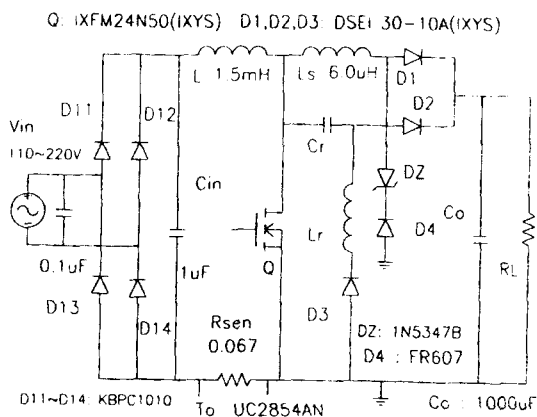 Q: IXFM24N50(IXYS) D1,D2,D3: DSEI 30-10A(IXYS)
L 1.5mH
Ls 6.0uH
D1
D11
D12
D2
Vin
110~220V
Cr
Cin
DZ
Co
Lr
D4
0.1uF
1uF
Q
RL
D13
D14
Rsen
0.067
D3
DZ: 1N5347B
D4 : FR607
D11~D14: KBPC1010
To UC2854AN
Co : 1000uF